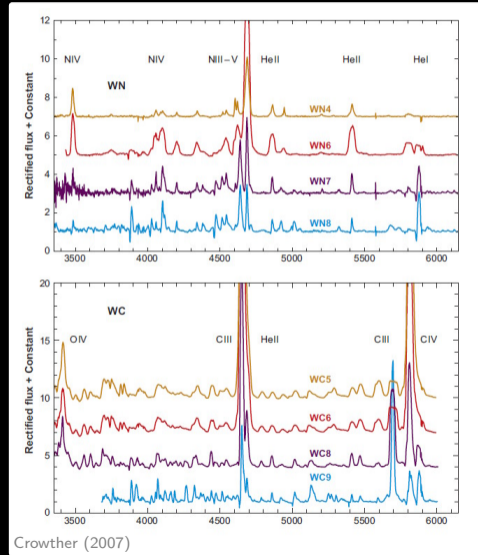 12
NIV NIV NIII-V HeII HeII HeI
10
WN
8
WN4
6
WN6
4
WN7
2
WN8
0
Rectified flux + Constant
3500 4000 4500 5000 5500 6000
20
WC
15
OIV CIII HeII CIII CIV
WC5
10
WC6
5
WC8
WC9
0
Rectified flux + Constant
3500 4000 4500 5000 5500 6000
Crowther (2007)